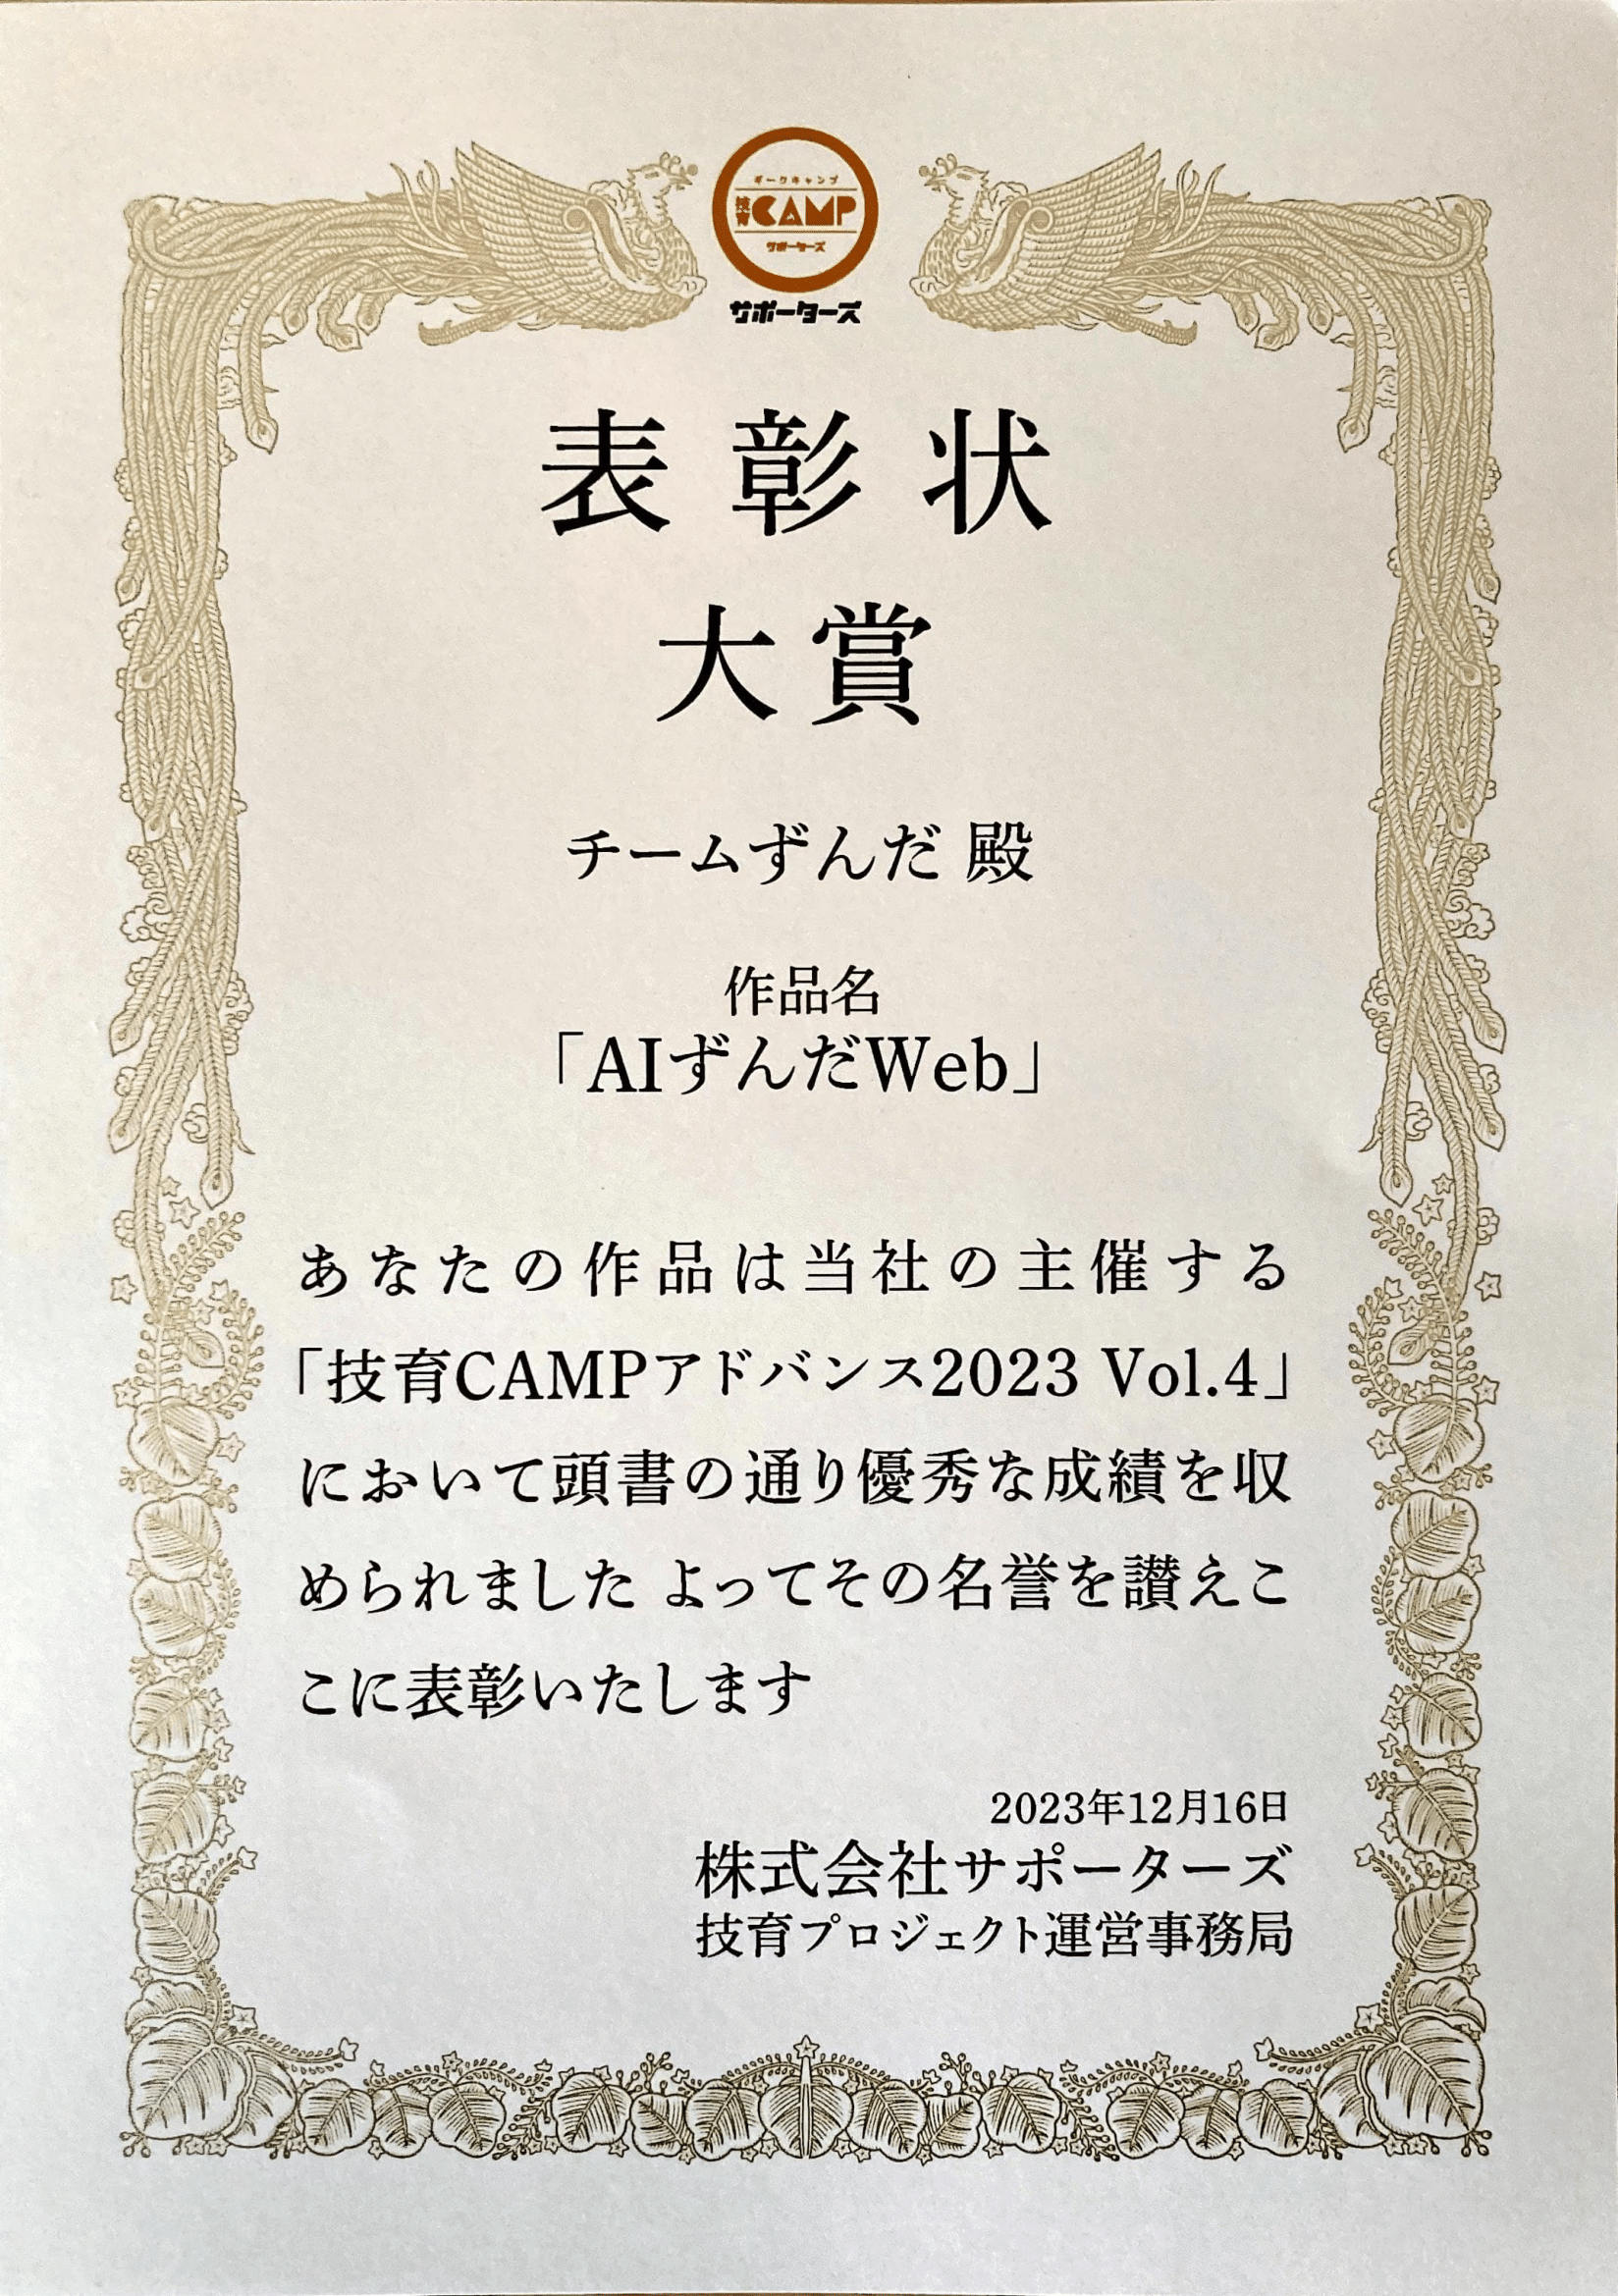 ギークキャンプ
技育CAMP
サポーターズ
サポーターズ
表彰状
大賞
チームずんだ 殿
作品名
「AIずんだWeb」
あなたの作品は当社の主催する
「技育CAMPアドバンス2023 Vol.4」
において頭書の通り優秀な成績を収
められました よってその名誉を讃えこ
こに表彰いたします
2023年12月16日
株式会社サポーターズ
技育プロジェクト運営事務局